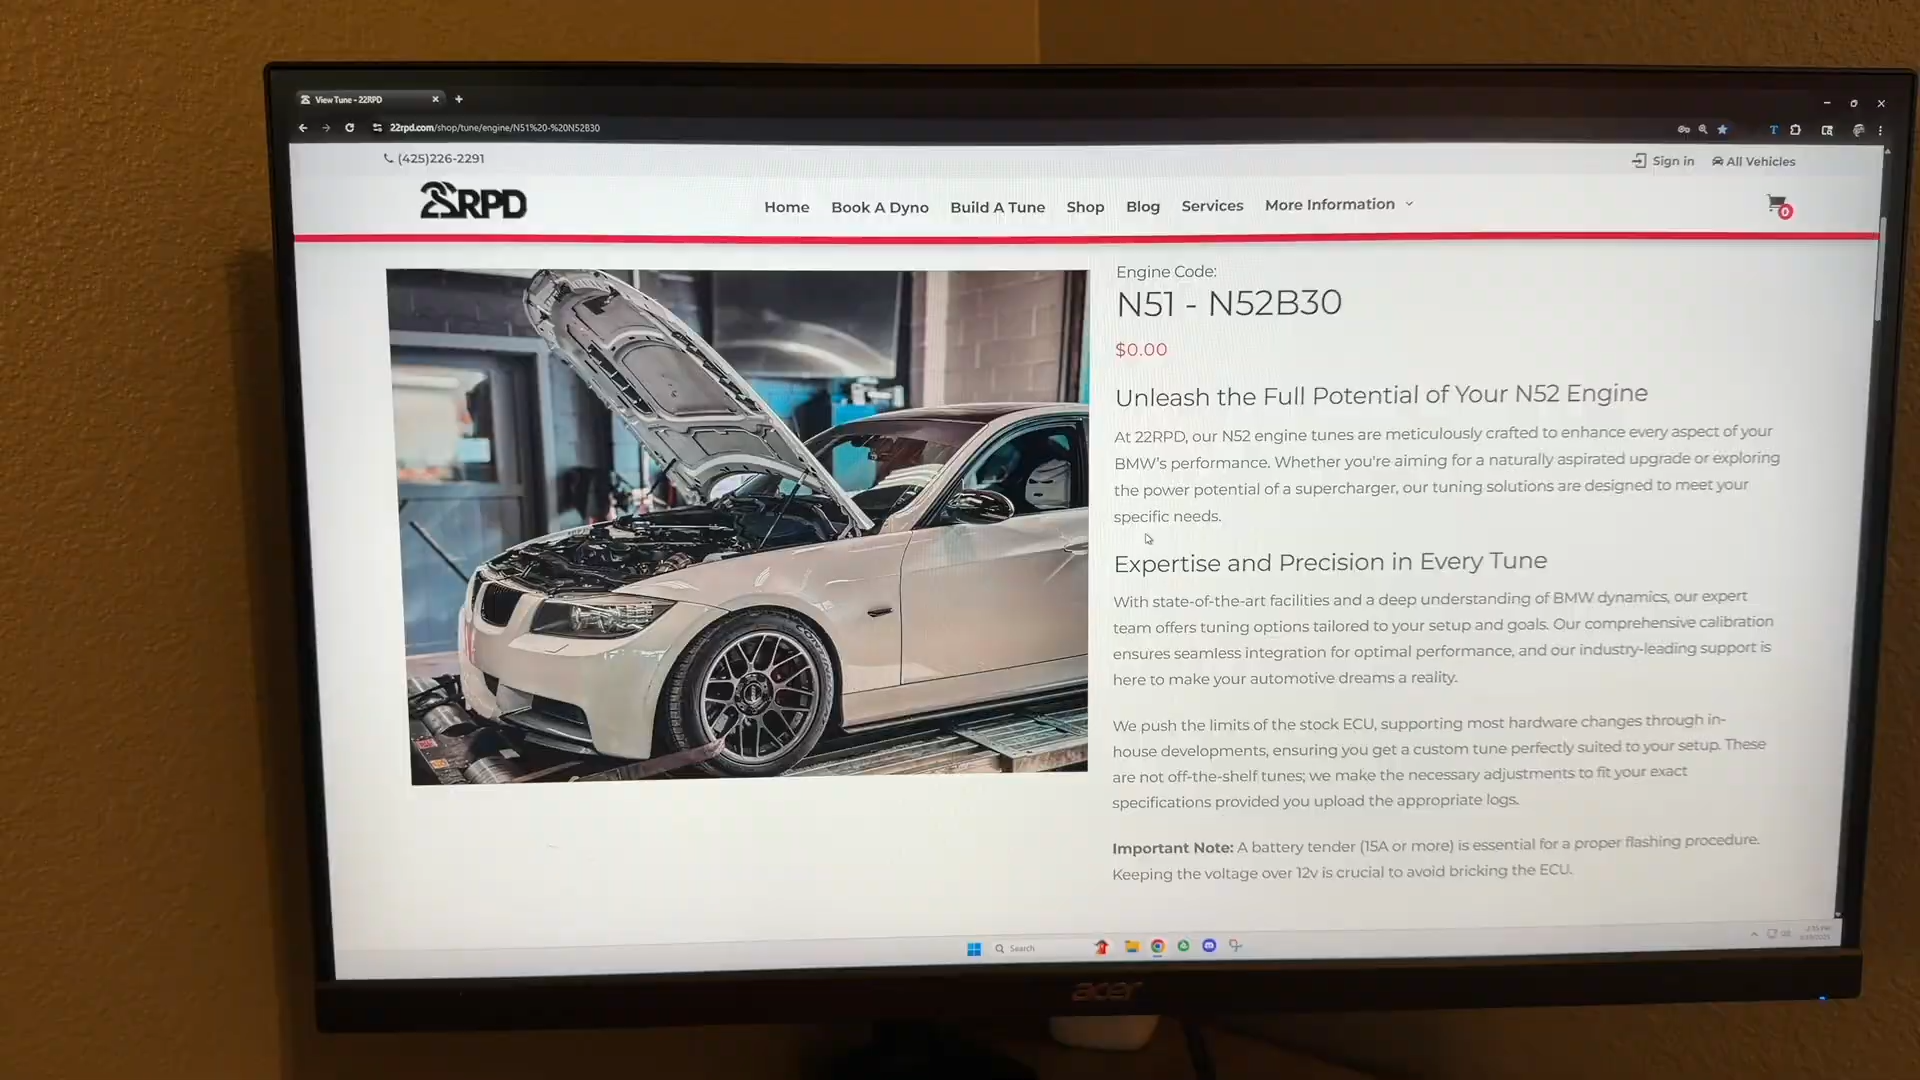 View Tune - 22RPD
22rpd.com/shop/tune/engine/N51%20-%20N52B30
(425)226-2291
Sign in
All Vehicles
22RPD
Home
Book A Dyno
Build A Tune
Shop
Blog
Services
More Information
0
Engine Code:
N51 - N52B30
$0.00
Unleash the Full Potential of Your N52 Engine
At 22RPD, our N52 engine tunes are meticulously crafted to enhance every aspect of your
BMW's performance. Whether you're aiming for a naturally aspirated upgrade or exploring
the power potential of a supercharger, our tuning solutions are designed to meet your
specific needs.
Expertise and Precision in Every Tune
With state-of-the-art facilities and a deep understanding of BMW dynamics, our expert
team offers tuning options tailored to your setup and goals. Our comprehensive calibration
ensures seamless integration for optimal performance, and our industry-leading support is
here to make your automotive dreams a reality.
We push the limits of the stock ECU, supporting most hardware changes through in-
house developments, ensuring you get a custom tune perfectly suited to your setup. These
are not off-the-shelf tunes; we make the necessary adjustments to fit your exact
specifications provided you upload the appropriate logs.
Important Note: A battery tender (15A or more) is essential for a proper flashing procedure.
Keeping the voltage over 12v is crucial to avoid bricking the ECU.
Search
acer